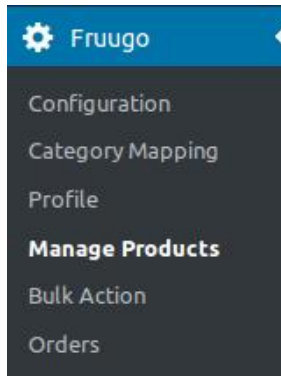 Fruugo
Configuration
Category Mapping
Profile
Manage Products
Bulk Action
Orders